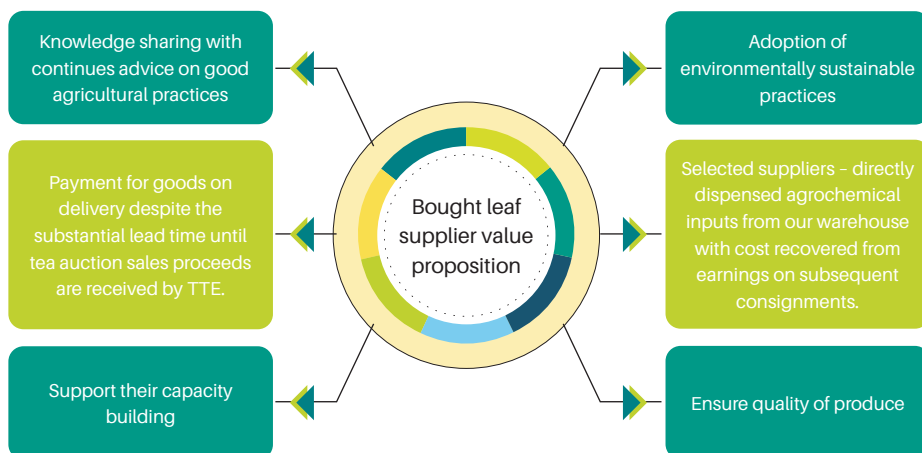 Knowledge sharing with
continues advice on good
agricultural practices
Payment for goods on
delivery despite the
substantial lead time until
tea auction sales proceeds
are received by TTE.
Support their capacity
building
Bought leaf
supplier value
proposition
Adoption of
environmentally sustainable
practices
Selected suppliers – directly
dispensed agrochemical
inputs from our warehouse
with cost recovered from
earnings on subsequent
consignments.
Ensure quality of produce